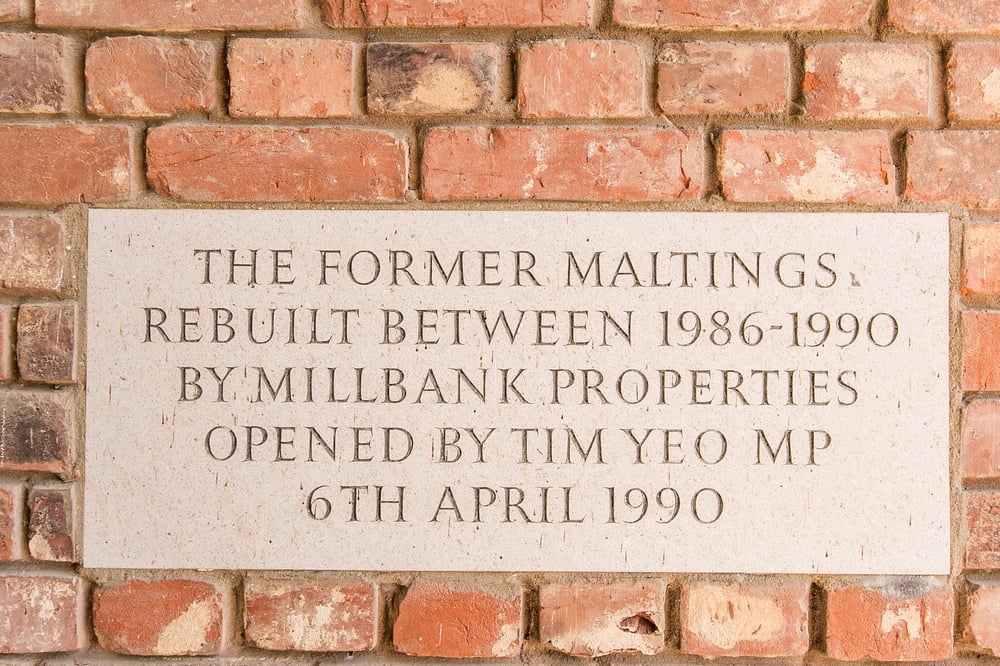 THE FORMER MALTINGS
REBUILT BETWEEN 1986-1990
BY MILLBANK PROPERTIES
OPENED BY TIM YEO MP
6TH APRIL 1990